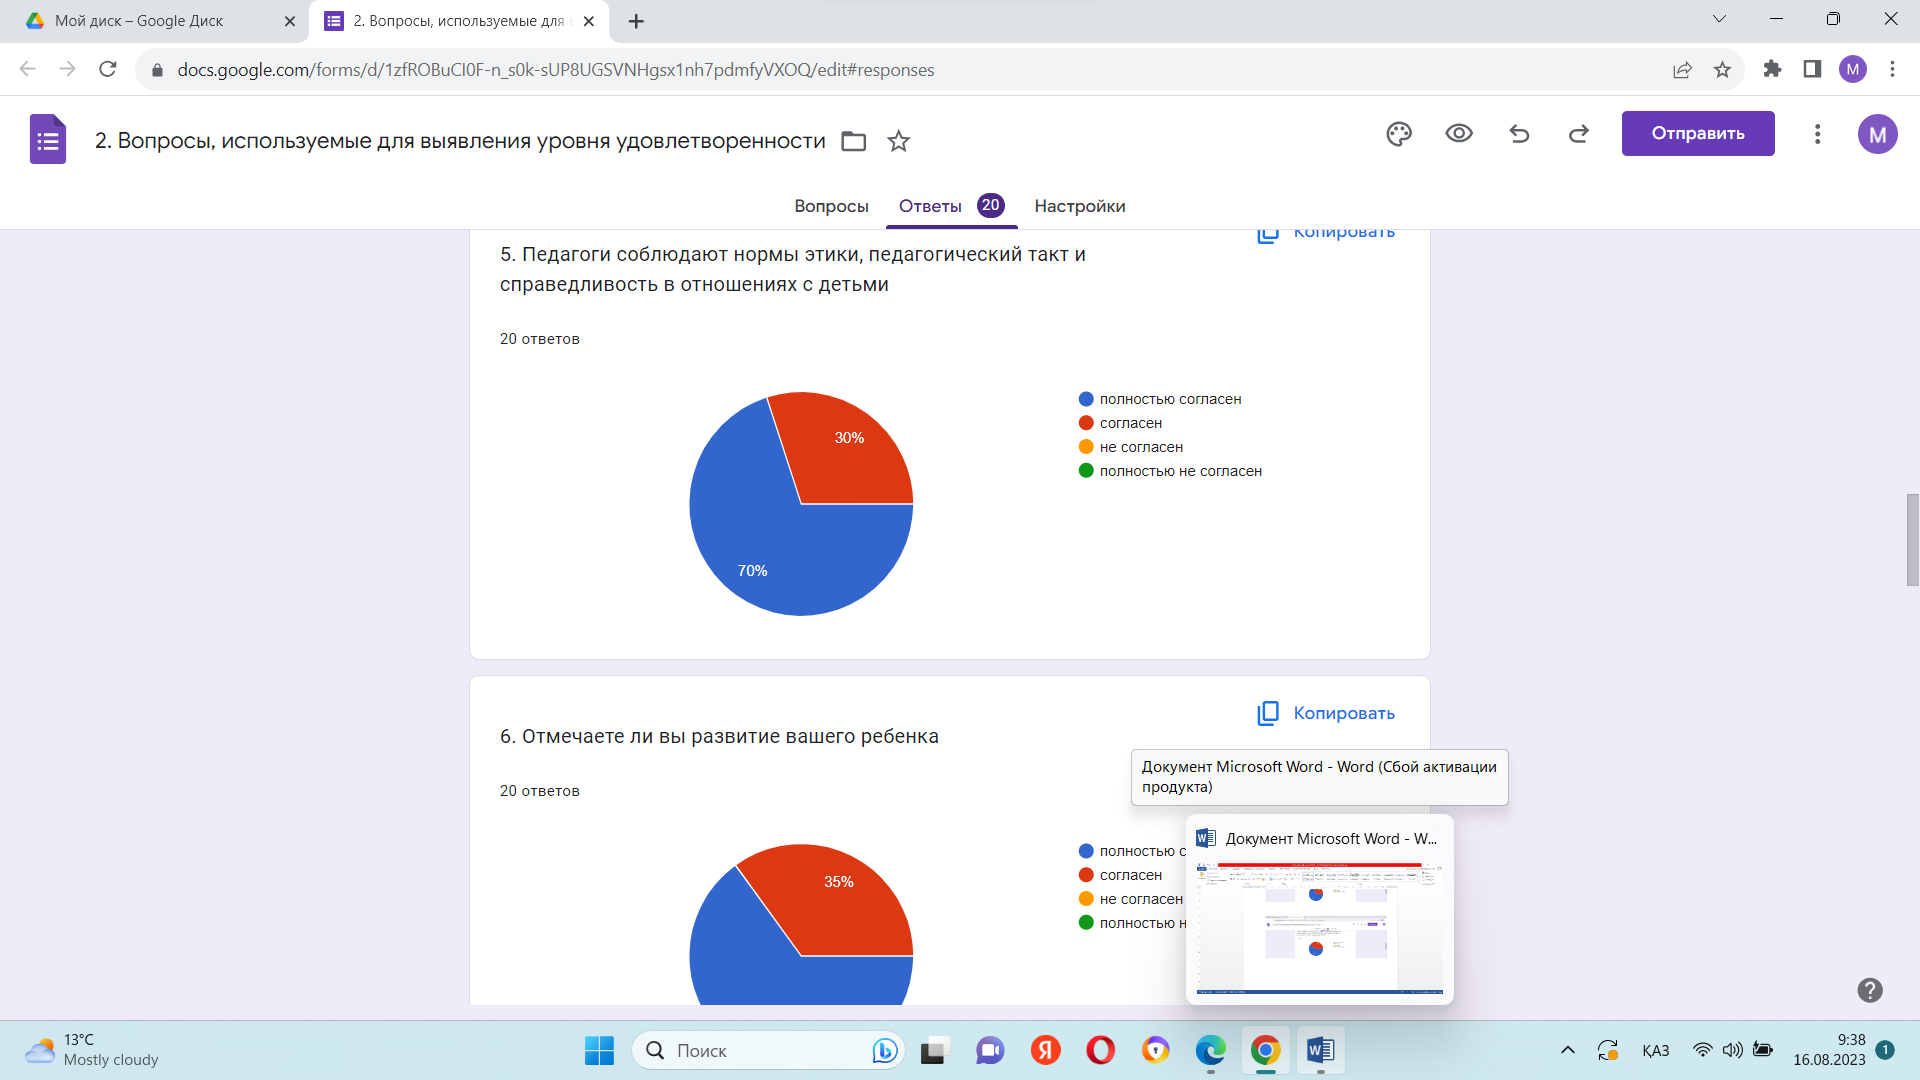 Мой диск – Google Диск
2. Вопросы, используемые для
docs.google.com/forms/d/1zfROBuCI0F-n_s0k-sUP8UGSVNHgsx1nh7pdmfyVXOQ/edit#responses
M
2. Вопросы, используемые для выявления уровня удовлетворенности
Отправить
M
Вопросы
Ответы 20
Настройки
Копировать
5. Педагоги соблюдают нормы этики, педагогический такт и
справедливость в отношениях с детьми
20 ответов
полностью согласен
согласен
не согласен
полностью не согласен
30%
70%
Копировать
6. Отмечаете ли вы развитие вашего ребенка
20 ответов
Документ Microsoft Word - Word (Сбой активации
продукта)
Документ Microsoft Word - W...
полностью с
согласен
не согласен
полностью н
35%
13°C
Mostly cloudy
Поиск
ҚАЗ
9:38
16.08.2023
1